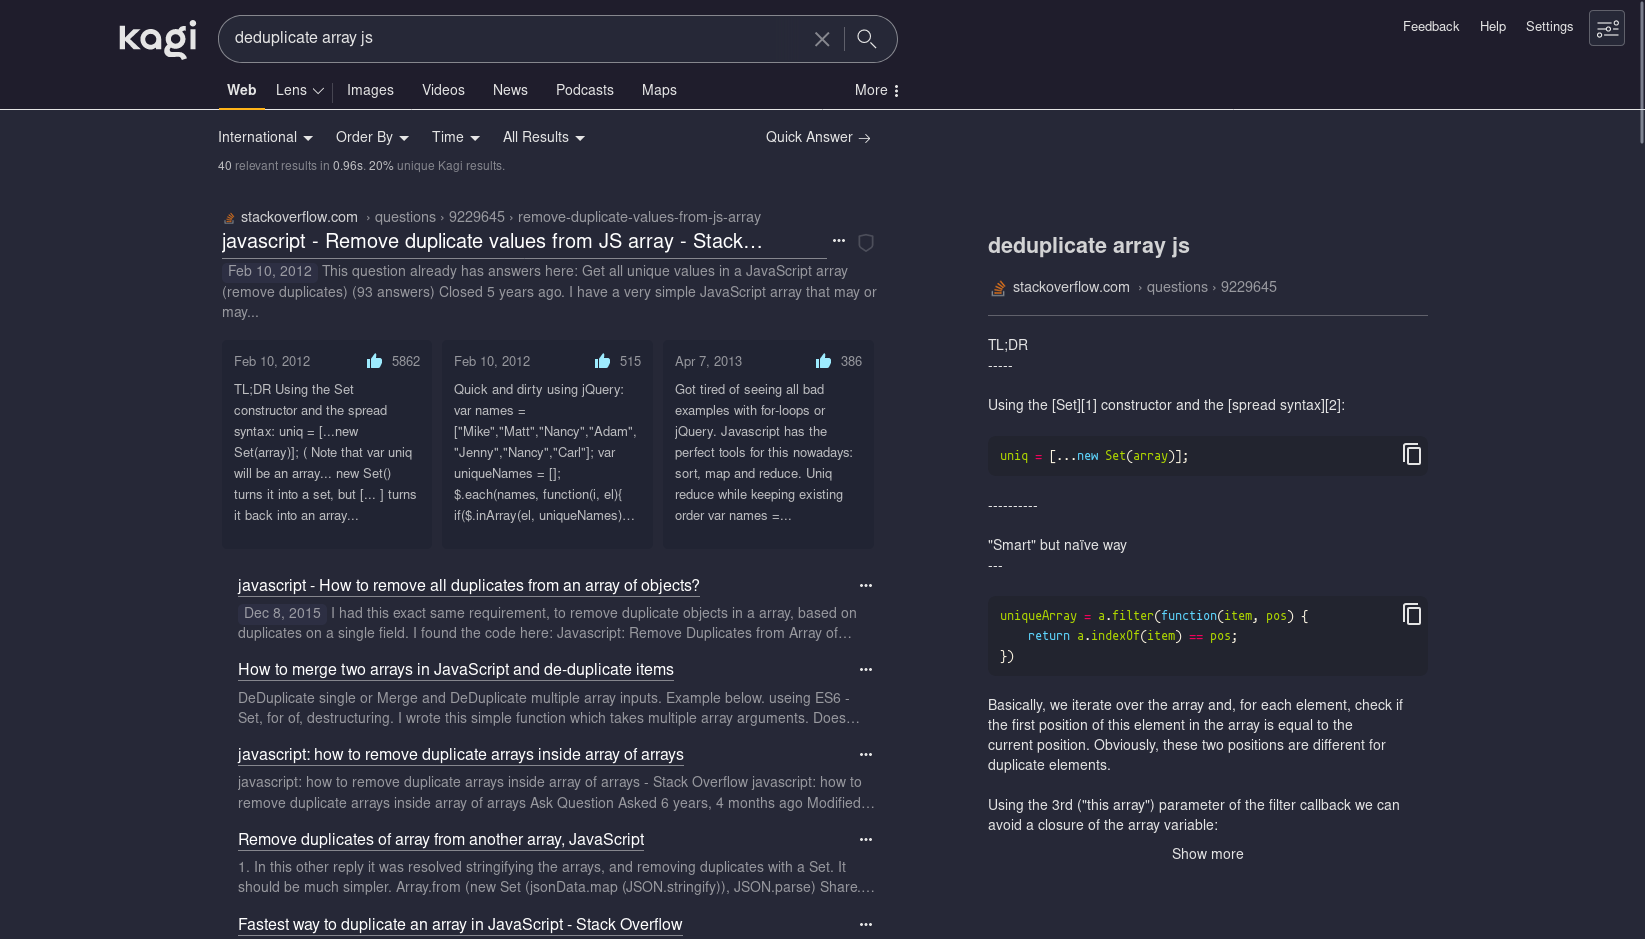 kagi
deduplicate array js
Feedback Help Settings
Web Lens Images Videos News Podcasts Maps More
International Order By Time All Results Quick Answer →
40 relevant results in 0.96s. 20% unique Kagi results.
stackoverflow.com › questions › 9229645 › remove-duplicate-values-from-js-array
javascript - Remove duplicate values from JS array - Stack…
Feb 10, 2012 This question already has answers here: Get all unique values in a JavaScript array
(remove duplicates) (93 answers) Closed 5 years ago. I have a very simple JavaScript array that may or
may...
Feb 10, 2012 5862
TL;DR Using the Set
constructor and the spread
syntax: uniq = [...new
Set(array)]; ( Note that var uniq
will be an array... new Set()
turns it into a set, but [... ] turns
it back into an array...
Feb 10, 2012 515
Quick and dirty using jQuery:
var names =
["Mike","Matt","Nancy","Adam",
"Jenny","Nancy","Carl"]; var
uniqueNames = [];
$.each(names, function(i, el){
if($.inArray(el, uniqueNames)…
Apr 7, 2013 386
Got tired of seeing all bad
examples with for-loops or
jQuery. Javascript has the
perfect tools for this nowadays:
sort, map and reduce. Uniq
reduce while keeping existing
order var names =...
javascript - How to remove all duplicates from an array of objects?
Dec 8, 2015 I had this exact same requirement, to remove duplicate objects in a array, based on
duplicates on a single field. I found the code here: Javascript: Remove Duplicates from Array of…
How to merge two arrays in JavaScript and de-duplicate items
DeDuplicate single or Merge and DeDuplicate multiple array inputs. Example below. useing ES6 -
Set, for of, destructuring. I wrote this simple function which takes multiple array arguments. Does…
javascript: how to remove duplicate arrays inside array of arrays
javascript: how to remove duplicate arrays inside array of arrays - Stack Overflow javascript: how to
remove duplicate arrays inside array of arrays Ask Question Asked 6 years, 4 months ago Modified…
Remove duplicates of array from another array, JavaScript
1. In this other reply it was resolved stringifying the arrays, and removing duplicates with a Set. It
should be much simpler. Array.from (new Set (jsonData.map (JSON.stringify)), JSON.parse) Share.…
Fastest way to duplicate an array in JavaScript - Stack Overflow
deduplicate array js
stackoverflow.com › questions › 9229645
TL;DR
-----
Using the [Set][1] constructor and the [spread syntax][2]:
uniq = [...new Set(array)];
----------
"Smart" but naïve way
---
uniqueArray = a.filter(function(item, pos) {
    return a.indexOf(item) == pos;
})
Basically, we iterate over the array and, for each element, check if
the first position of this element in the array is equal to the
current position. Obviously, these two positions are different for
duplicate elements.
Using the 3rd ("this array") parameter of the filter callback we can
avoid a closure of the array variable:
Show more